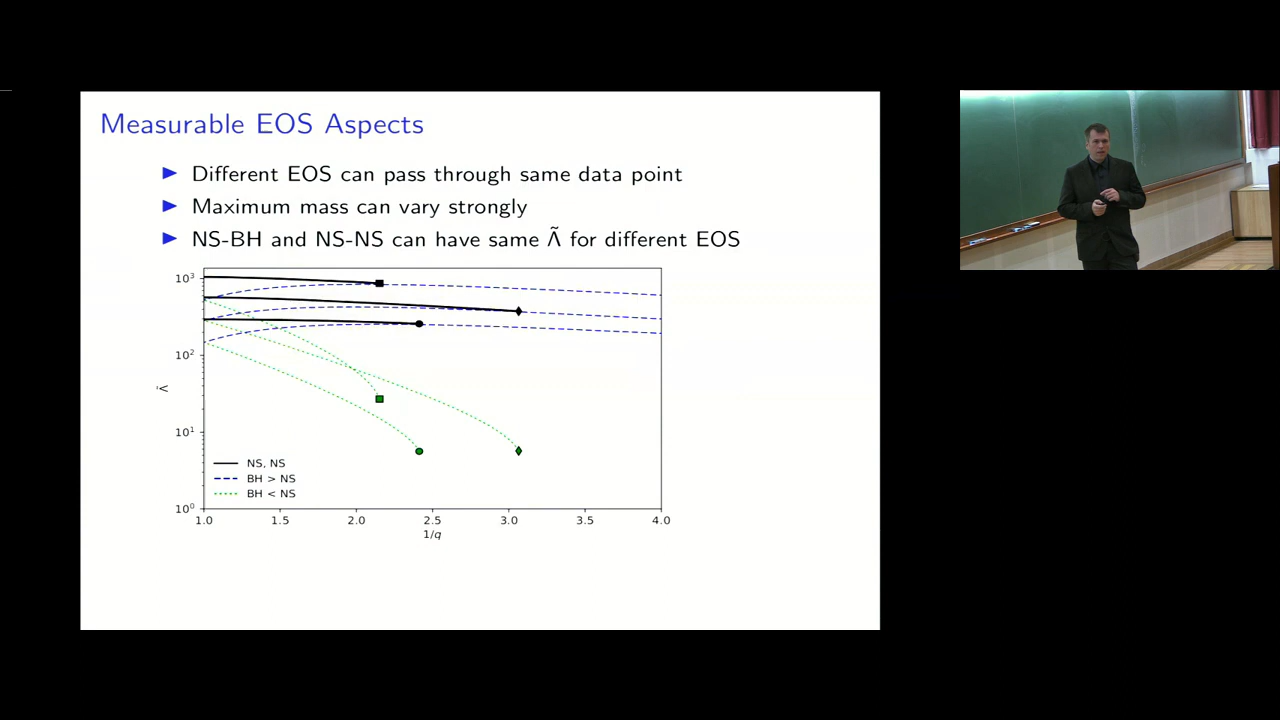 Measurable EOS Aspects
Different EOS can pass through same data point
Maximum mass can vary strongly
NS-BH and NS-NS can have same Λ̃ for different EOS
10³
10²
10¹
10⁰
Λ̃
NS, NS
BH > NS
BH < NS
1.0 1.5 2.0 2.5 3.0 3.5 4.0
1/q